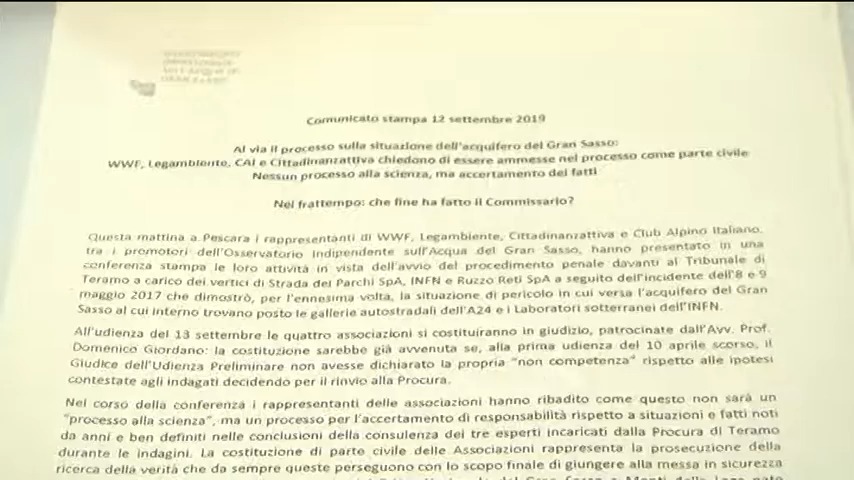 Comunicato stampa 12 settembre 2019
Al via il processo sulla situazione dell'acquifero del Gran Sasso:
WWF, Legambiente, CAI e Cittadinanzattiva chiedono di essere ammesse nel processo come parte civile
Nessun processo alla scienza, ma accertamento dei fatti
Nel frattempo: che fine ha fatto il Commissario?
Questa mattina a Pescara i rappresentanti di WWF, Legambiente, Cittadinanzattiva e Club Alpino Italiano,
tra i promotori dell'Osservatorio Indipendente sull'Acqua del Gran Sasso, hanno presentato in una
conferenza stampa le loro attività in vista dell'avvio del procedimento penale davanti al Tribunale di
Teramo a carico dei vertici di Strada dei Parchi SpA, INFN e Ruzzo Reti SpA a seguito dell'incidente dell'8 e 9
maggio 2017 che dimostrò, per l'ennesima volta, la situazione di pericolo in cui versa l'acquifero del Gran
Sasso al cui interno trovano posto le gallerie autostradali dell'A24 e i Laboratori sotterranei dell'INFN.
All'udienza del 13 settembre le quattro associazioni si costituiranno in giudizio, patrocinate dall'Avv. Prof.
Domenico Giordano: la costituzione sarebbe già avvenuta se, alla prima udienza del 10 aprile scorso, il
Giudice dell'Udienza Preliminare non avesse dichiarato la propria "non competenza" rispetto alle ipotesi
contestate agli indagati decidendo per il rinvio alla Procura.
Nel corso della conferenza i rappresentanti delle associazioni hanno ribadito come questo non sarà un
"processo alla scienza", ma un processo per l'accertamento di responsabilità rispetto a situazioni e fatti noti
da anni e ben definiti nelle conclusioni della consulenza dei tre esperti incaricati dalla Procura di Teramo
durante le indagini. La costituzione di parte civile delle Associazioni rappresenta la prosecuzione della
ricerca della verità che da sempre queste perseguono con lo scopo finale di giungere alla messa in sicurezza